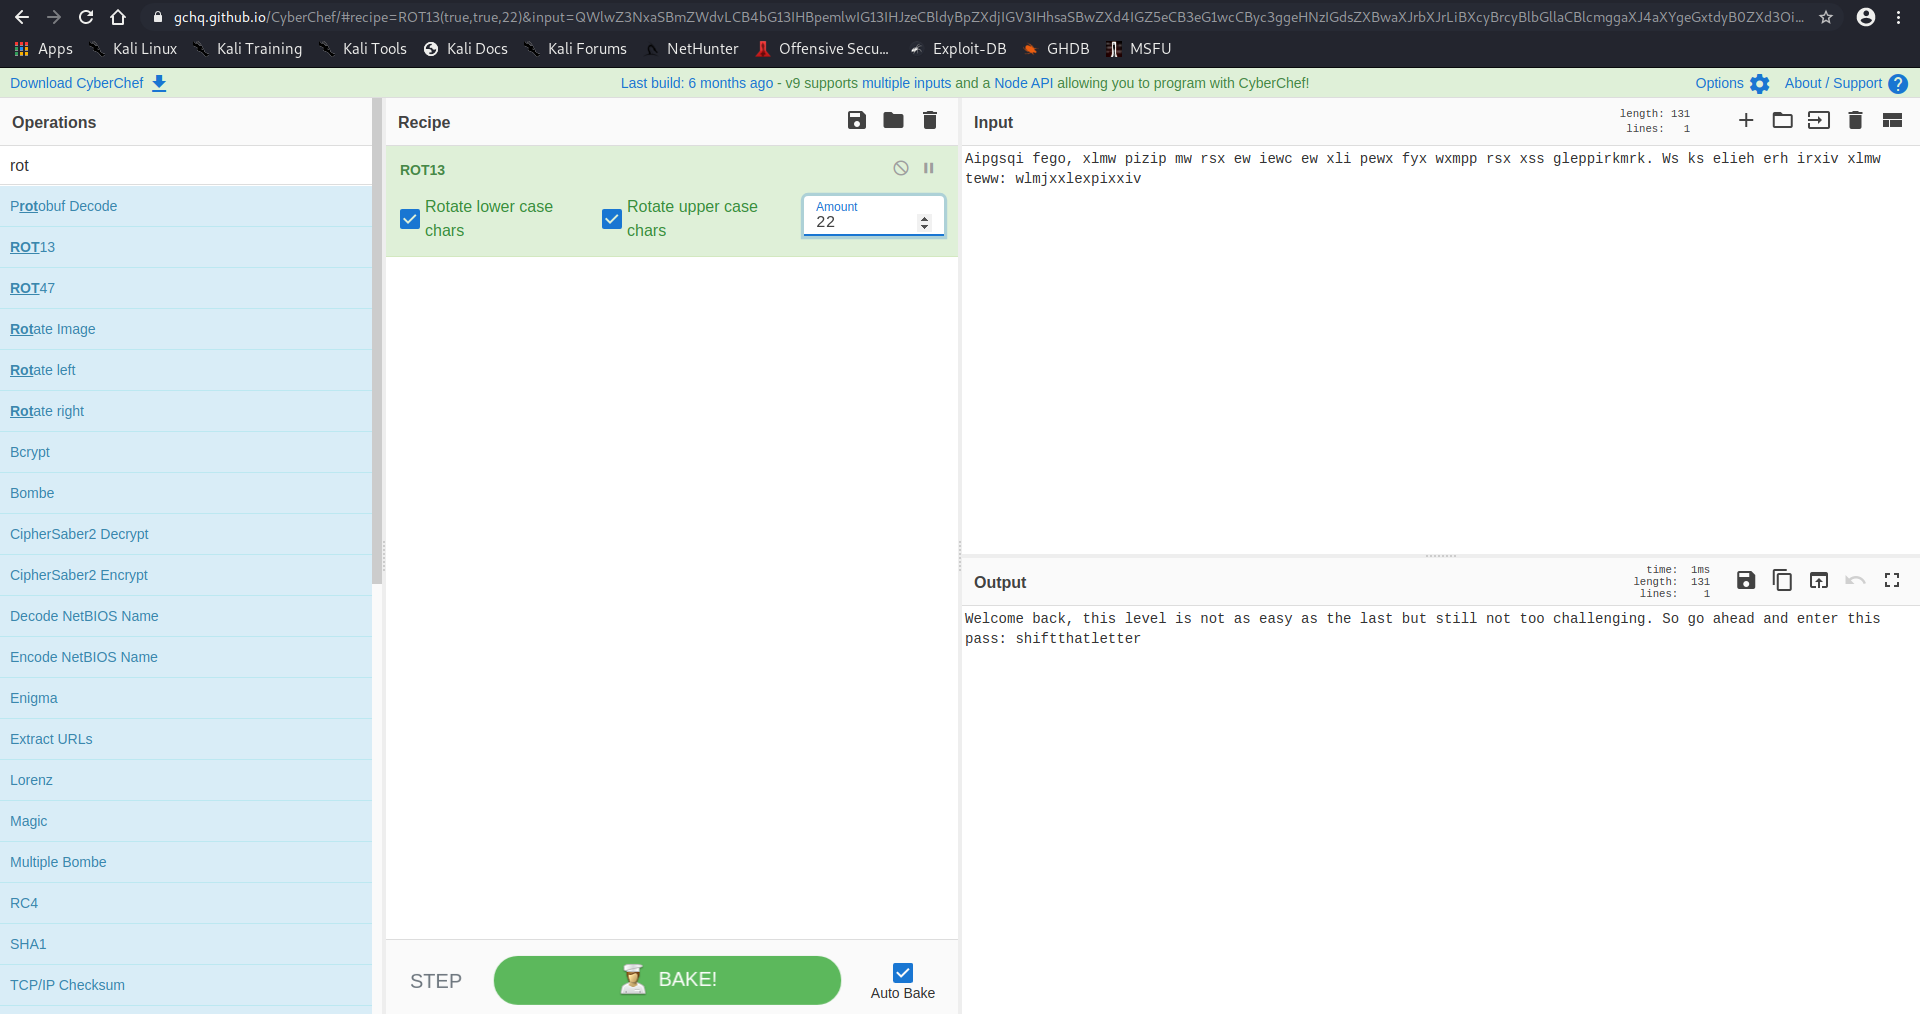 gchq.github.io/CyberChef/#recipe=ROT13(true,true,22)&input=QWlwZ3NxaSBmZWdvLCB4bG13IHBpemlwIG13IHJzeCBldyBpZXdjIGV3IHhsaSBwZXd4IGZ5eCB3eG1wcCByc3ggeHNzIGdsZXBwaXJrbXJrLiBXcyBrcyBlbGllaCBlcmggaXJ4aXYgeGxtdyB0ZXd3Oi...
Apps Kali Linux Kali Training Kali Tools Kali Docs Kali Forums NetHunter Offensive Secu... Exploit-DB GHDB MSFU
Download CyberChef Last build: 6 months ago - v9 supports multiple inputs and a Node API allowing you to program with CyberChef! Options About / Support
Operations
rot
Protobuf Decode
ROT13
ROT47
Rotate Image
Rotate left
Rotate right
Bcrypt
Bombe
CipherSaber2 Decrypt
CipherSaber2 Encrypt
Decode NetBIOS Name
Encode NetBIOS Name
Enigma
Extract URLs
Lorenz
Magic
Multiple Bombe
RC4
SHA1
TCP/IP Checksum
Recipe
ROT13
Rotate lower case
chars
Rotate upper case
chars
Amount
22
STEP
BAKE!
Auto Bake
Input
length: 131
lines: 1
Aipgsqi fego, xlmw pizip mw rsx ew iewc ew xli pewx fyx wxmpp rsx xss gleppirkmrk. Ws ks elieh erh irxiv xlmw
teww: wlmjxxlexpixxiv
Output
time: 1ms
length: 131
lines: 1
Welcome back, this level is not as easy as the last but still not too challenging. So go ahead and enter this
pass: shiftthatletter